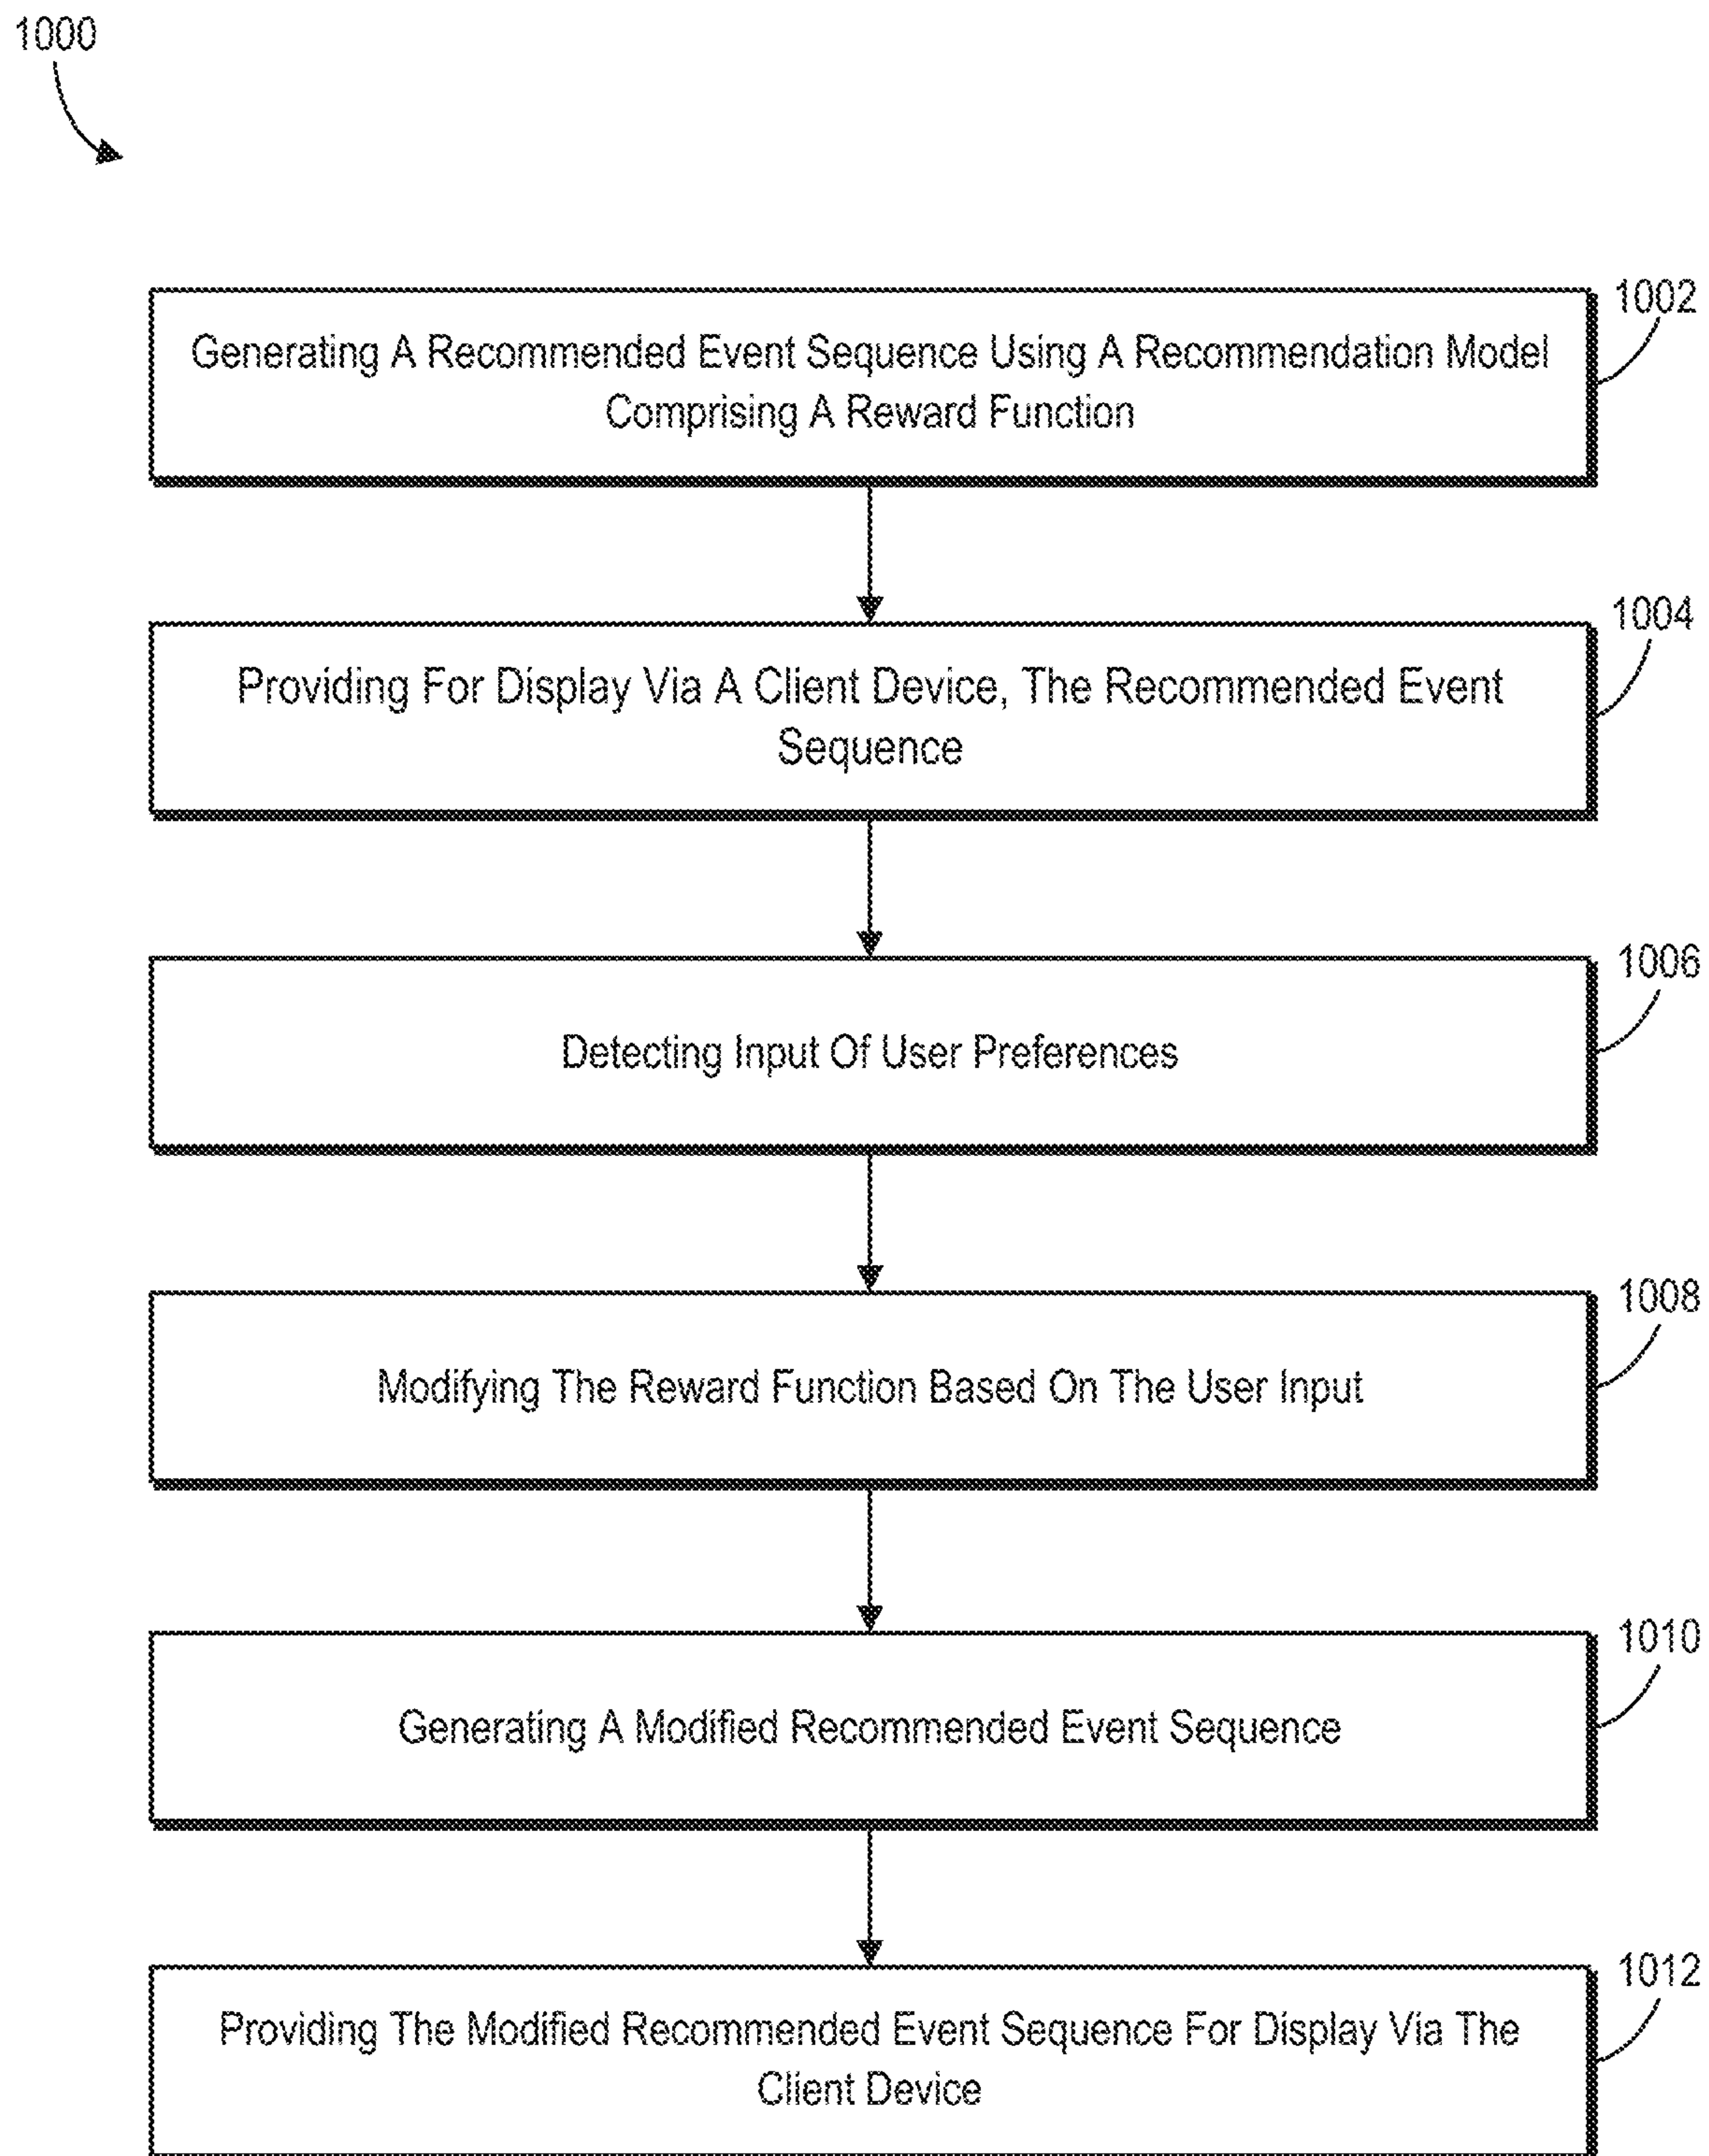 1000
1002
Generating A Recommended Event Sequence Using A Recommendation Model
Comprising A Reward Function
1004
Providing For Display Via A Client Device, The Recommended Event
Sequence
1006
Detecting Input Of User Preferences
1008
Modifying The Reward Function Based On The User Input
1010
Generating A Modified Recommended Event Sequence
1012
Providing The Modified Recommended Event Sequence For Display Via The
Client Device